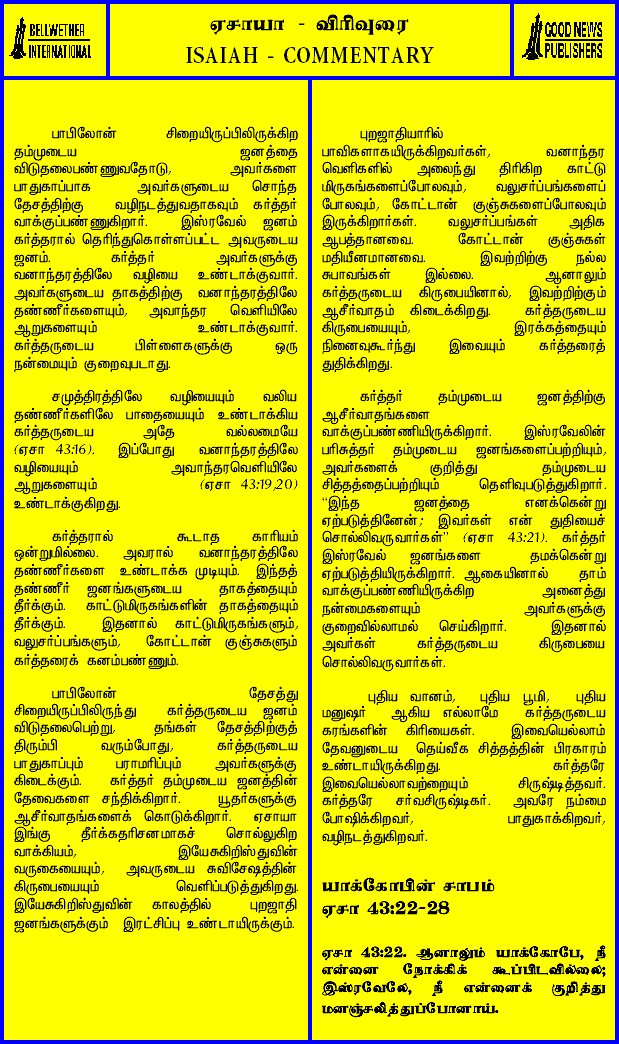 BELLWETHER
INTERNATIONAL
ஏசாயா - விரிவுரை
ISAIAH - COMMENTARY
GOOD NEWS
PUBLISHERS
பாபிலோன் சிறையிருப்பிலிருக்கிற
தம்முடைய ஜனத்தை
விடுதலைபண்ணுவதோடு, அவர்களை
பாதுகாப்பாக அவர்களுடைய சொந்த
தேசத்திற்கு வழிநடத்துவதாகவும் கர்த்தர்
வாக்குப்பண்ணுகிறார். இஸ்ரவேல் ஜனம்
கர்த்தரால் தெரிந்துகொள்ளப்பட்ட அவருடைய
ஜனம். கர்த்தர் அவர்களுக்கு
வனாந்தரத்திலே வழியை உண்டாக்குவார்.
அவர்களுடைய தாகத்திற்கு வனாந்தரத்திலே
தண்ணீர்களையும், அவாந்தர வெளியிலே
ஆறுகளையும் உண்டாக்குவார்.
கர்த்தருடைய பிள்ளைகளுக்கு ஒரு
நன்மையும் குறைவுபடாது.
சமுத்திரத்திலே வழியையும் வலிய
தண்ணீர்களிலே பாதையையும் உண்டாக்கிய
கர்த்தருடைய அதே வல்லமையே
(ஏசா 43:16). இப்போது வனாந்தரத்திலே
வழியையும் அவாந்தரவெளியிலே
ஆறுகளையும் (ஏசா 43:19,20)
உண்டாக்குகிறது.
கர்த்தரால் கூடாத காரியம்
ஒன்றுமில்லை. அவரால் வனாந்தரத்திலே
தண்ணீர்களை உண்டாக்க முடியும். இந்தத்
தண்ணீர் ஜனங்களுடைய தாகத்தையும்
தீர்க்கும். காட்டுமிருகங்களின் தாகத்தையும்
தீர்க்கும். இதனால் காட்டுமிருகங்களும்,
வலுசர்ப்பங்களும், கோட்டான் குஞ்சுகளும்
கர்த்தரைக் கனம்பண்ணும்.
பாபிலோன் தேசத்து
சிறையிருப்பிலிருந்து கர்த்தருடைய ஜனம்
விடுதலைபெற்று, தங்கள் தேசத்திற்குத்
திரும்பி வரும்போது, கர்த்தருடைய
பாதுகாப்பும் பராமரிப்பும் அவர்களுக்கு
கிடைக்கும். கர்த்தர் தம்முடைய ஜனத்தின்
தேவைகளை சந்திக்கிறார். யூதர்களுக்கு
ஆசீர்வாதங்களைக் கொடுக்கிறார். ஏசாயா
இங்கு தீர்க்கதரிசனமாகச் சொல்லுகிற
வாக்கியம், இயேசுகிறிஸ்துவின்
வருகையையும், அவருடைய சுவிசேஷத்தின்
கிருபையையும் வெளிப்படுத்துகிறது.
இயேசுகிறிஸ்துவின் காலத்தில் புறஜாதி
ஜனங்களுக்கும் இரட்சிப்பு உண்டாயிருக்கும்.
புறஜாதியாரில்
பாவிகளாகயிருக்கிறவர்கள், வனாந்தர
வெளிகளில் அலைந்து திரிகிற காட்டு
மிருகங்களைப்போலவும், வலுசர்ப்பங்களைப்
போலவும், கோட்டான் குஞ்சுகளைப்போலவும்
இருக்கிறார்கள். வலுசர்ப்பங்கள் அதிக
ஆபத்தானவை. கோட்டான் குஞ்சுகள்
மதியீனமானவை. இவற்றிற்கு நல்ல
சுபாவங்கள் இல்லை. ஆனாலும்
கர்த்தருடைய கிருபையினால், இவற்றிற்கும்
ஆசீர்வாதம் கிடைக்கிறது. கர்த்தருடைய
கிருபையையும், இரக்கத்தையும்
நினைவுகூர்ந்து இவையும் கர்த்தரைத்
துதிக்கிறது.
கர்த்தர் தம்முடைய ஜனத்திற்கு
ஆசீர்வாதங்களை
வாக்குப்பண்ணியிருக்கிறார். இஸ்ரவேலின்
பரிசுத்தர் தம்முடைய ஜனங்களைப்பற்றியும்,
அவர்களைக் குறித்து தம்முடைய
சித்தத்தைப்பற்றியும் தெளிவுபடுத்துகிறார்.
“இந்த ஜனத்தை எனக்கென்று
ஏற்படுத்தினேன்; இவர்கள் என் துதியைச்
சொல்லிவருவார்கள்” (ஏசா 43:21). கர்த்தர்
இஸ்ரவேல் ஜனங்களை தமக்கென்று
ஏற்படுத்தியிருக்கிறார். ஆகையினால் தாம்
வாக்குப்பண்ணியிருக்கிற அனைத்து
நன்மைகளையும் அவர்களுக்கு
குறைவில்லாமல் செய்கிறார். இதனால்
அவர்கள் கர்த்தருடைய கிருபையை
சொல்லிவருவார்கள்.
புதிய வானம், புதிய பூமி, புதிய
மனுஷர் ஆகிய எல்லாமே கர்த்தருடைய
கரங்களின் கிரியைகள். இவையெல்லாம்
தேவனுடைய தெய்வீக சித்தத்தின் பிரகாரம்
உண்டாயிருக்கிறது. கர்த்தரே
இவையெல்லாவற்றையும் சிருஷ்டித்தவர்.
கர்த்தரே சர்வசிருஷ்டிகர். அவரே நம்மை
போஷிக்கிறவர், பாதுகாக்கிறவர்,
வழிநடத்துகிறவர்.
யாக்கோபின் சாபம்
ஏசா 43:22-28
ஏசா 43:22. ஆனாலும் யாக்கோபே, நீ
என்னை நோக்கிக் கூப்பிடவில்லை;
இஸ்ரவேலே, நீ என்னைக் குறித்து
மனஞ்சலித்துப்போனாய்.